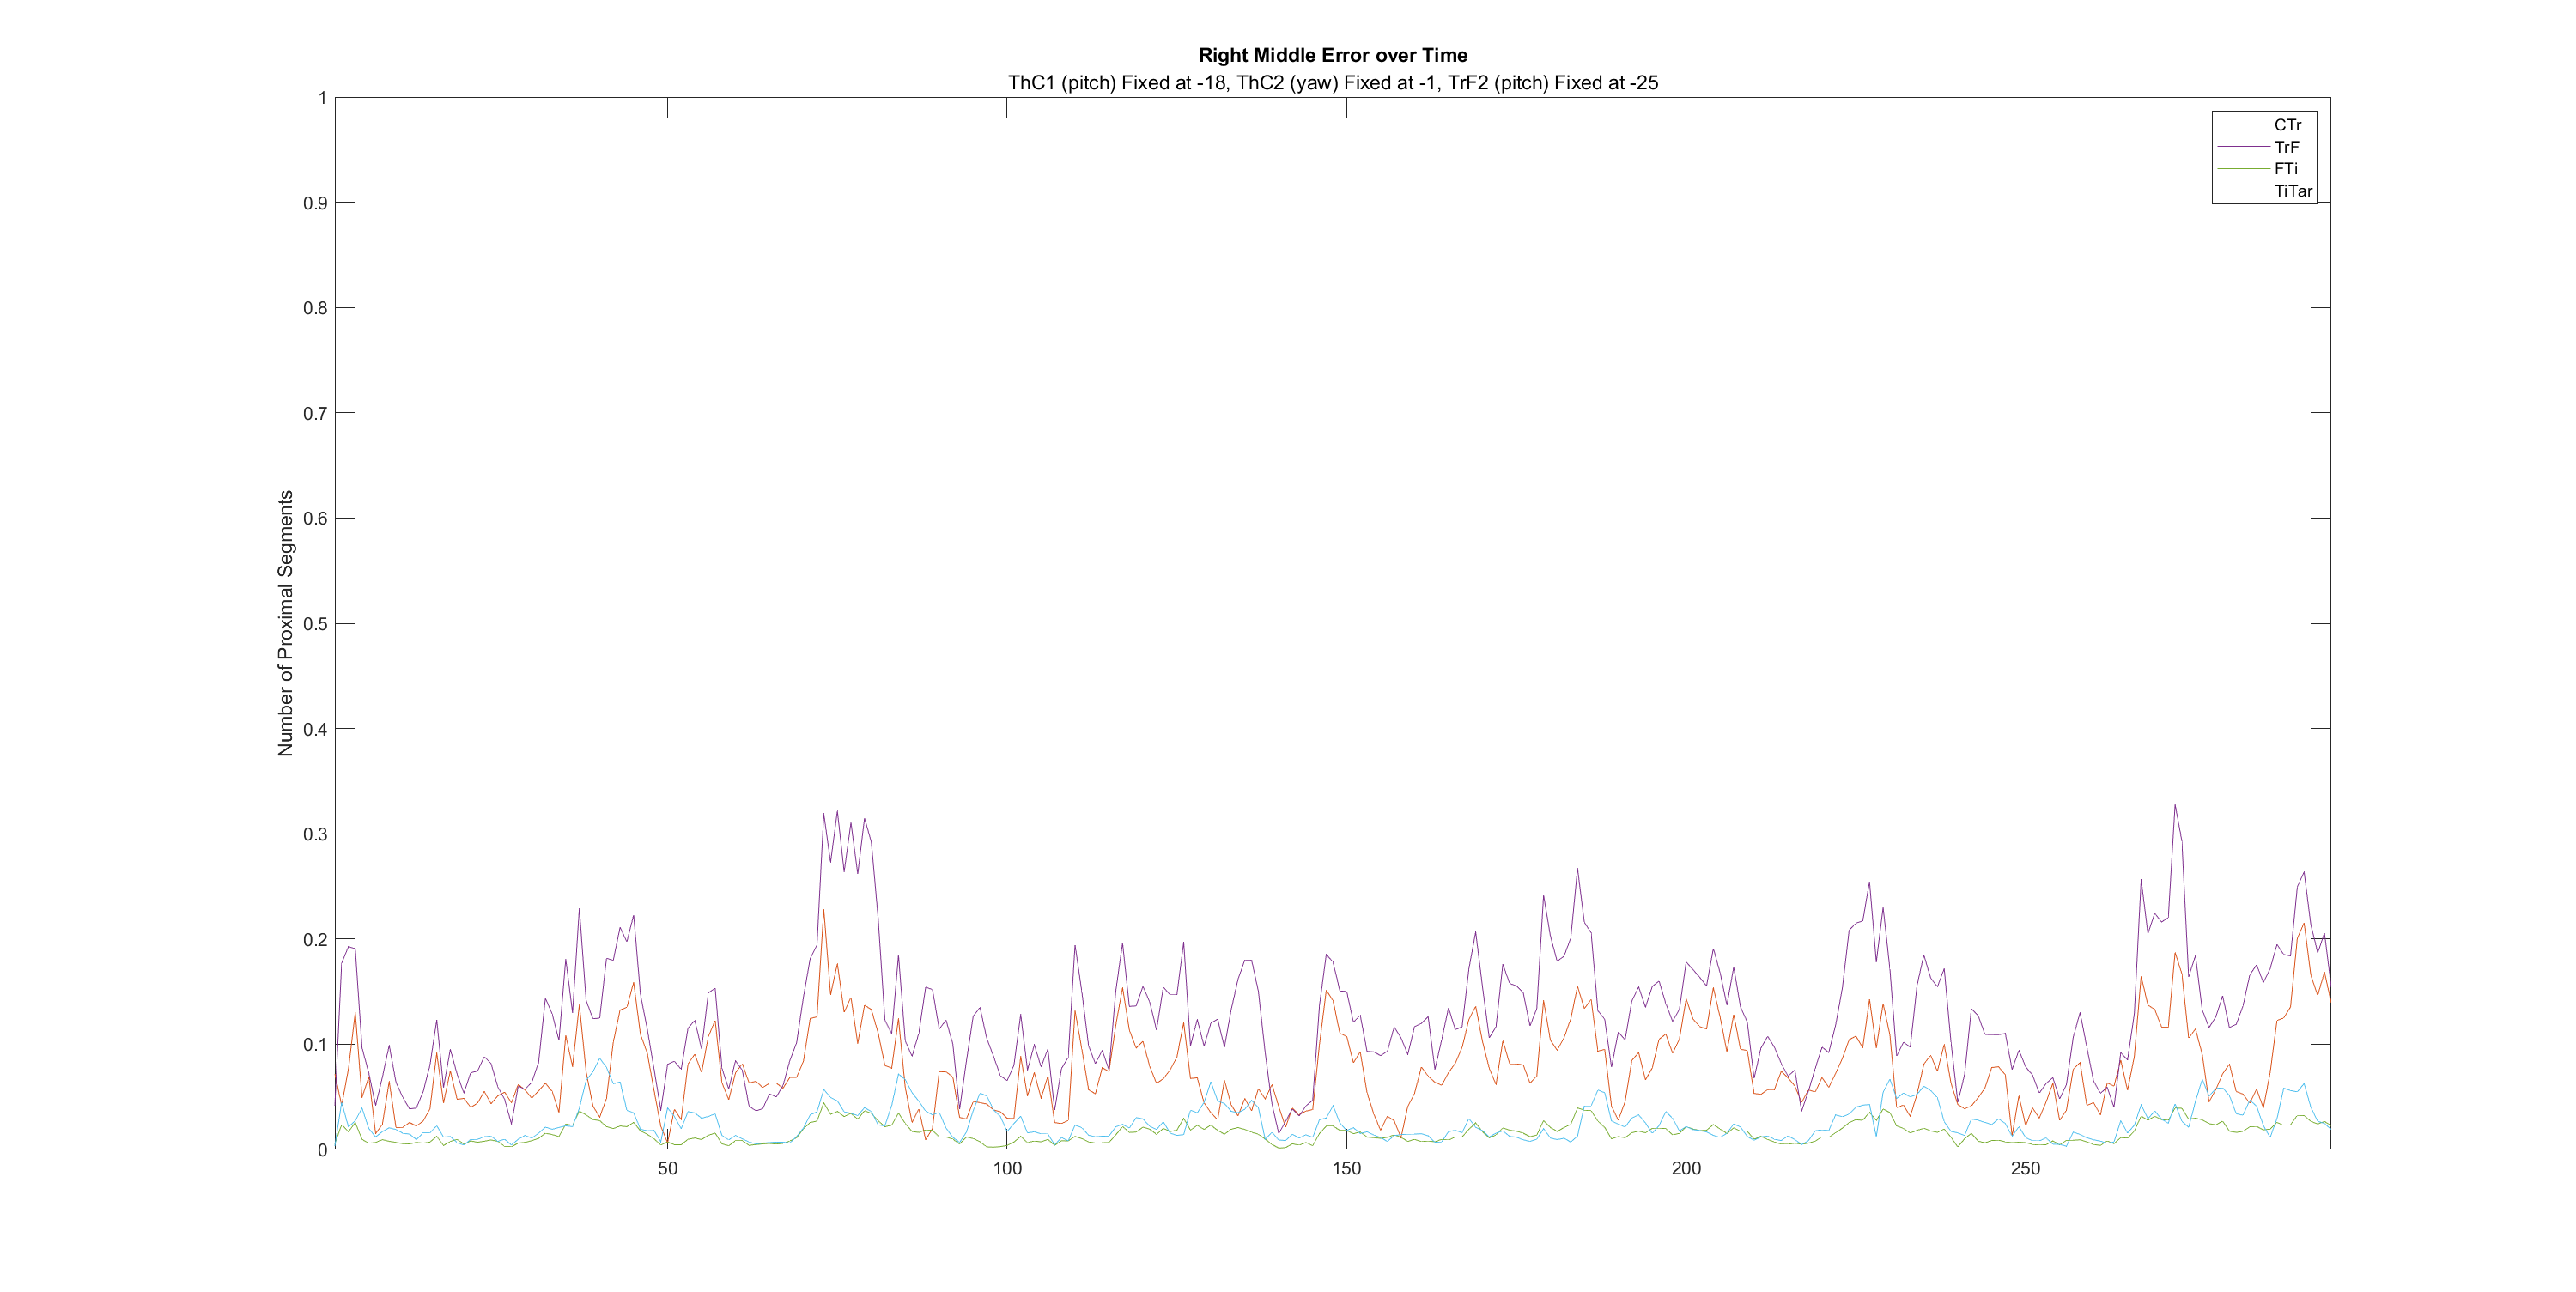 Right Middle Error over Time
ThC1 (pitch) Fixed at -18, ThC2 (yaw) Fixed at -1, TrF2 (pitch) Fixed at -25
CTr
TrF
FTi
TiTar
Number of Proximal Segments
1
0.9
0.8
0.7
0.6
0.5
0.4
0.3
0.2
0.1
0
50
100
150
200
250